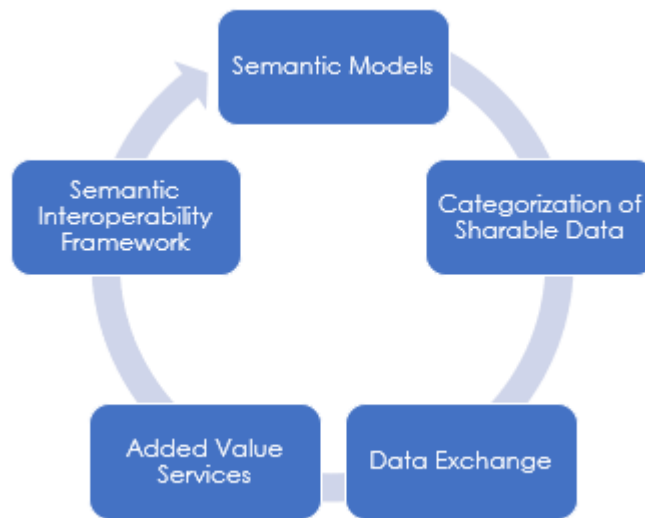 Semantic Models
Categorization of
Sharable Data
Data Exchange
Added Value
Services
Semantic
Interoperability
Framework